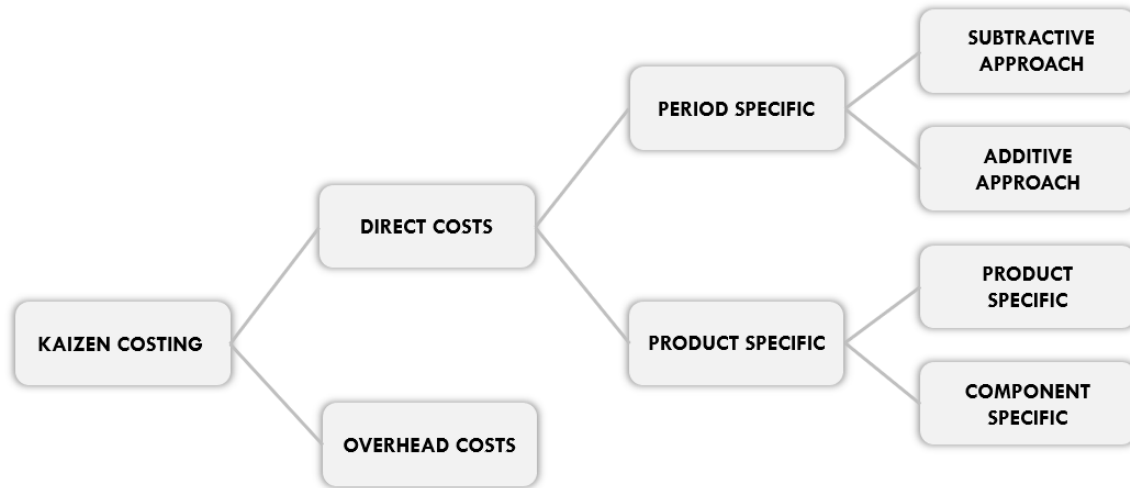 SUBTRACTIVE
APPROACH
PERIOD SPECIFIC
ADDITIVE
APPROACH
DIRECT COSTS
PRODUCT
SPECIFIC
KAIZEN COSTING
PRODUCT SPECIFIC
COMPONENT
SPECIFIC
OVERHEAD COSTS